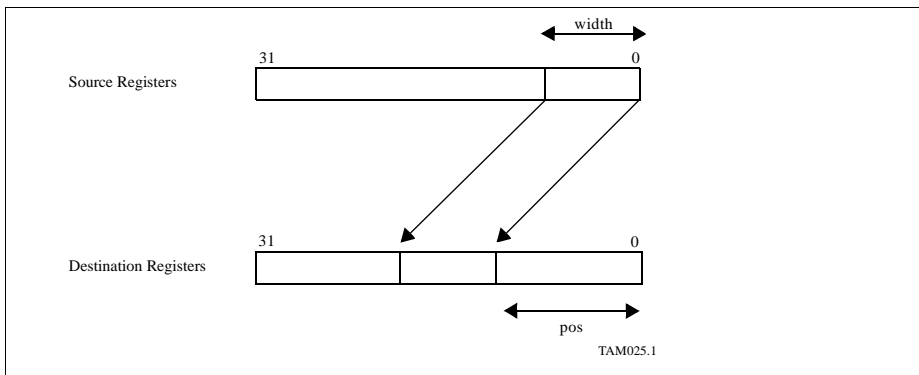 width
31 0
Source Registers
31 0
Destination Registers
pos
TAM025.1